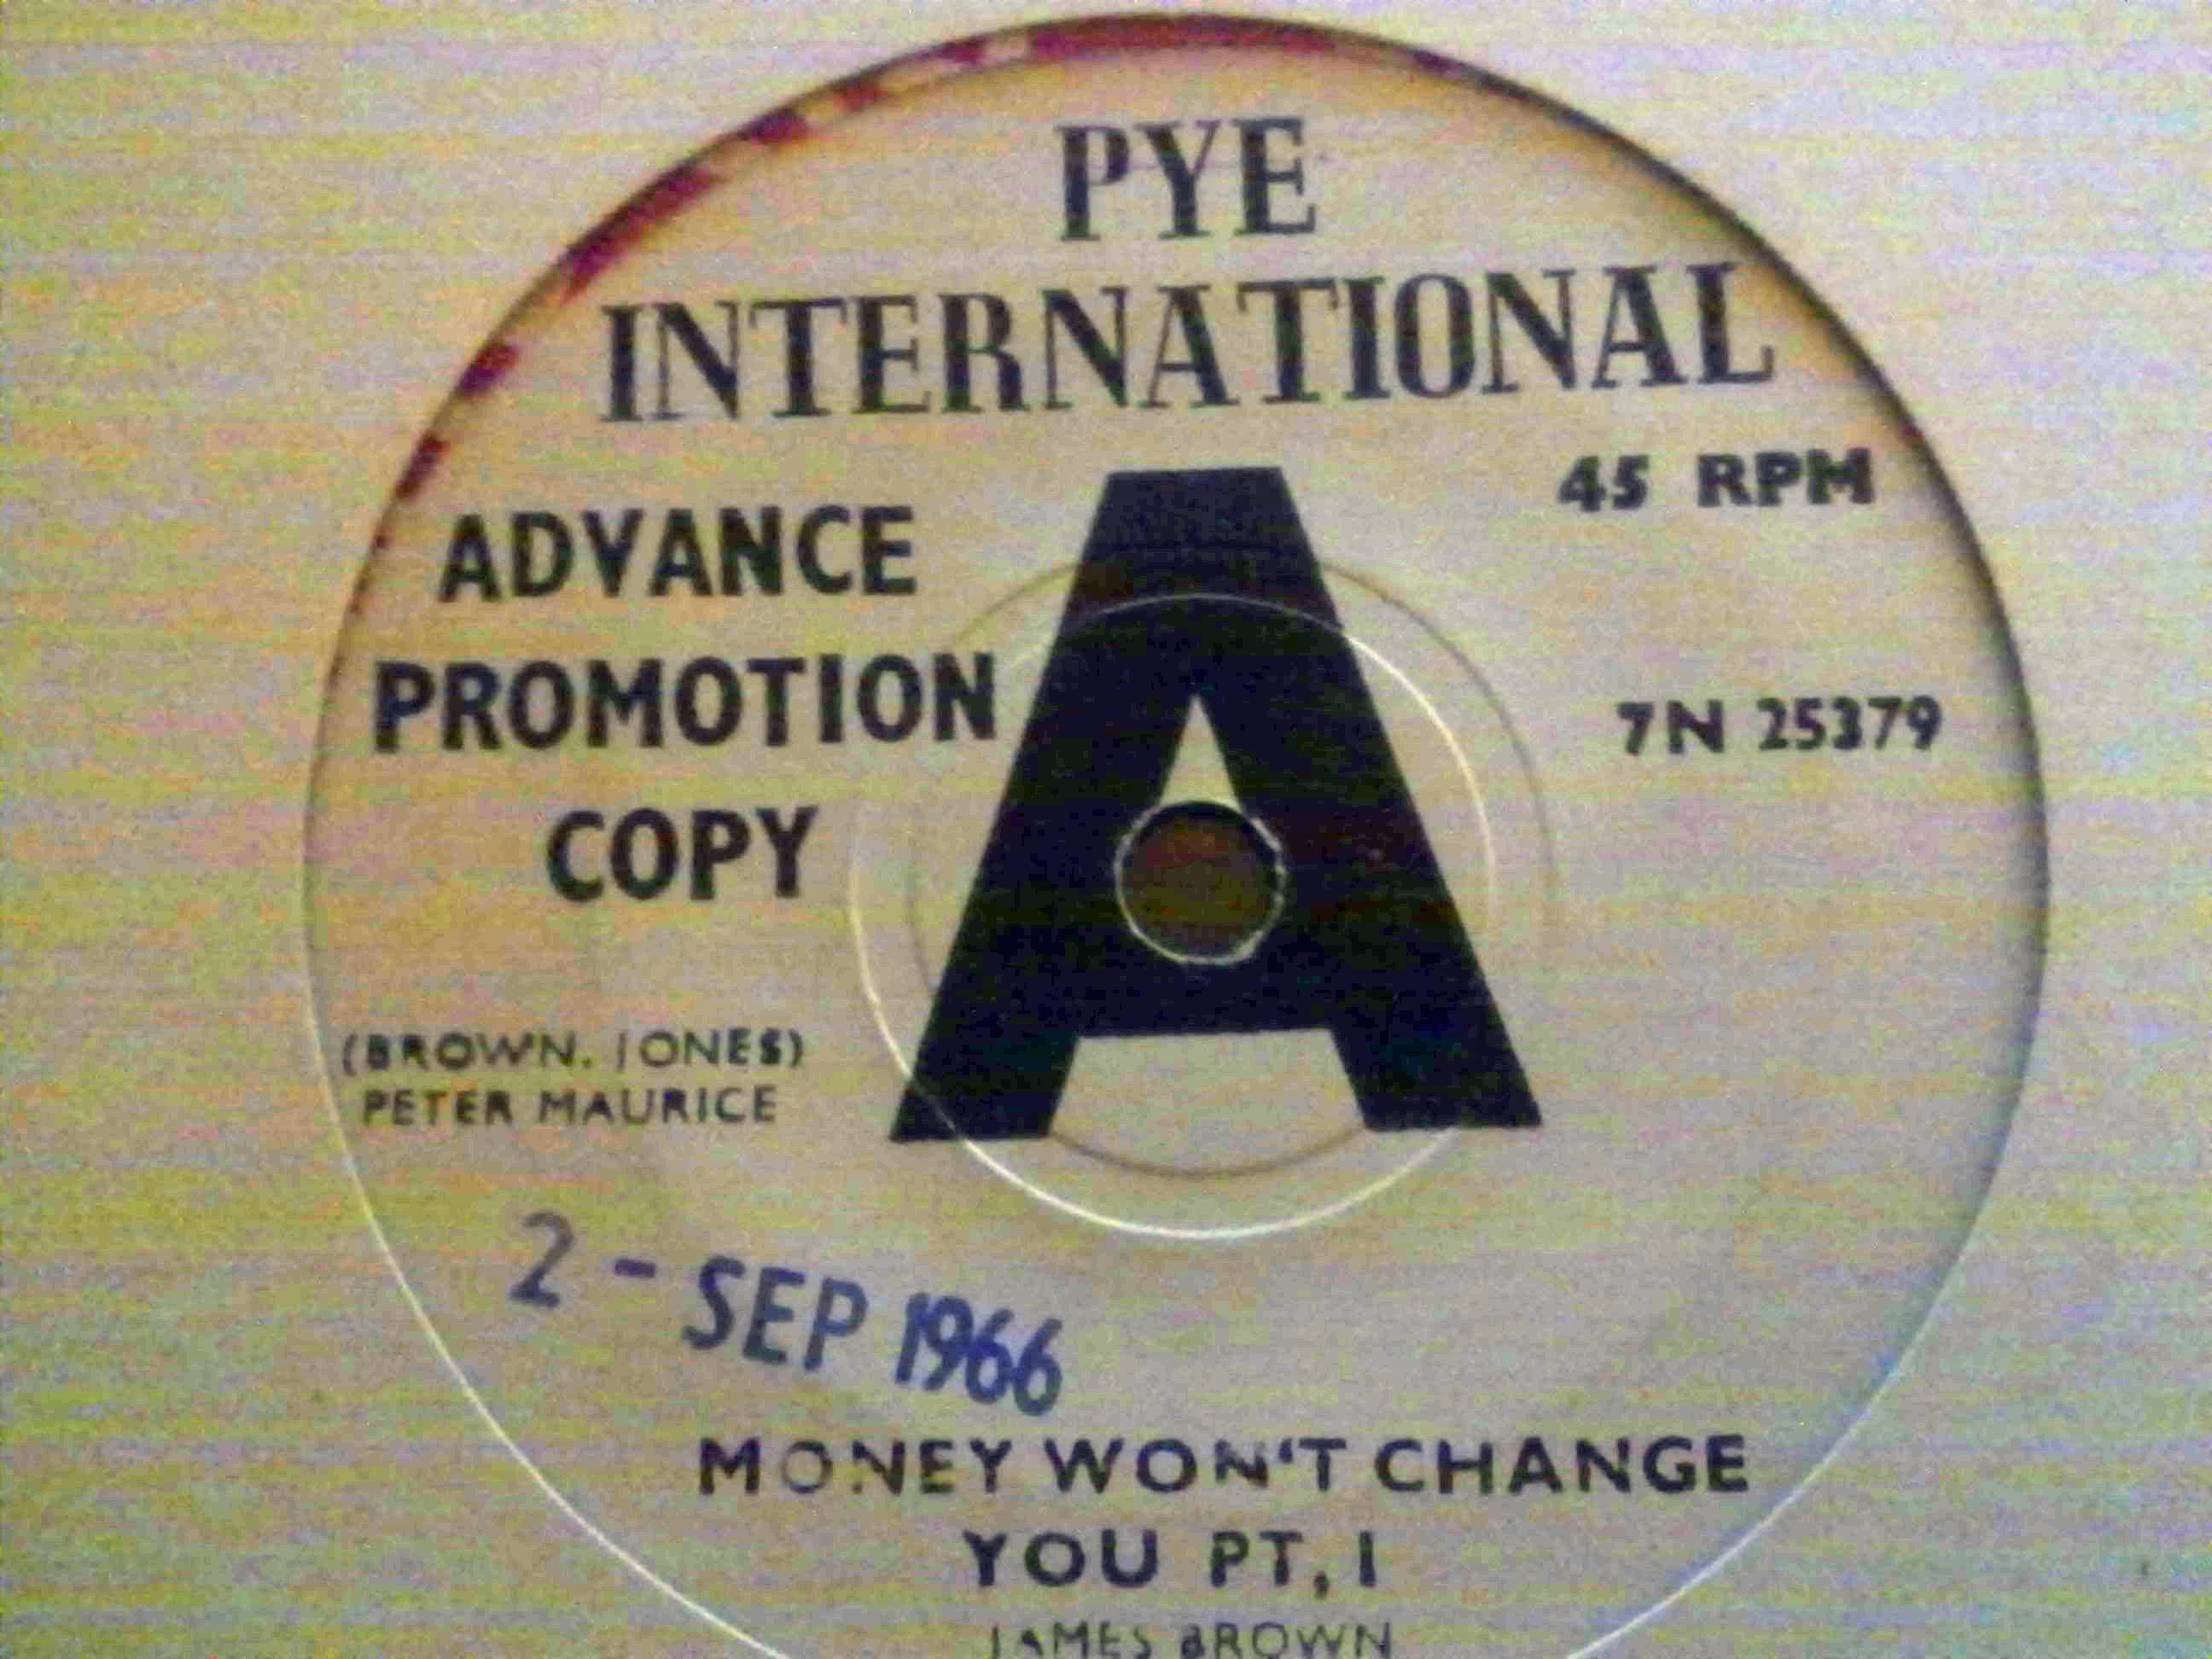 PYE
INTERNATIONAL
45 RPM
ADVANCE
PROMOTION
COPY
A
7N 25379
(BROWN. JONES)
PETER MAURICE
2 - SEP 1966
MONEY WON'T CHANGE
YOU PT, I
JAMES BROWN